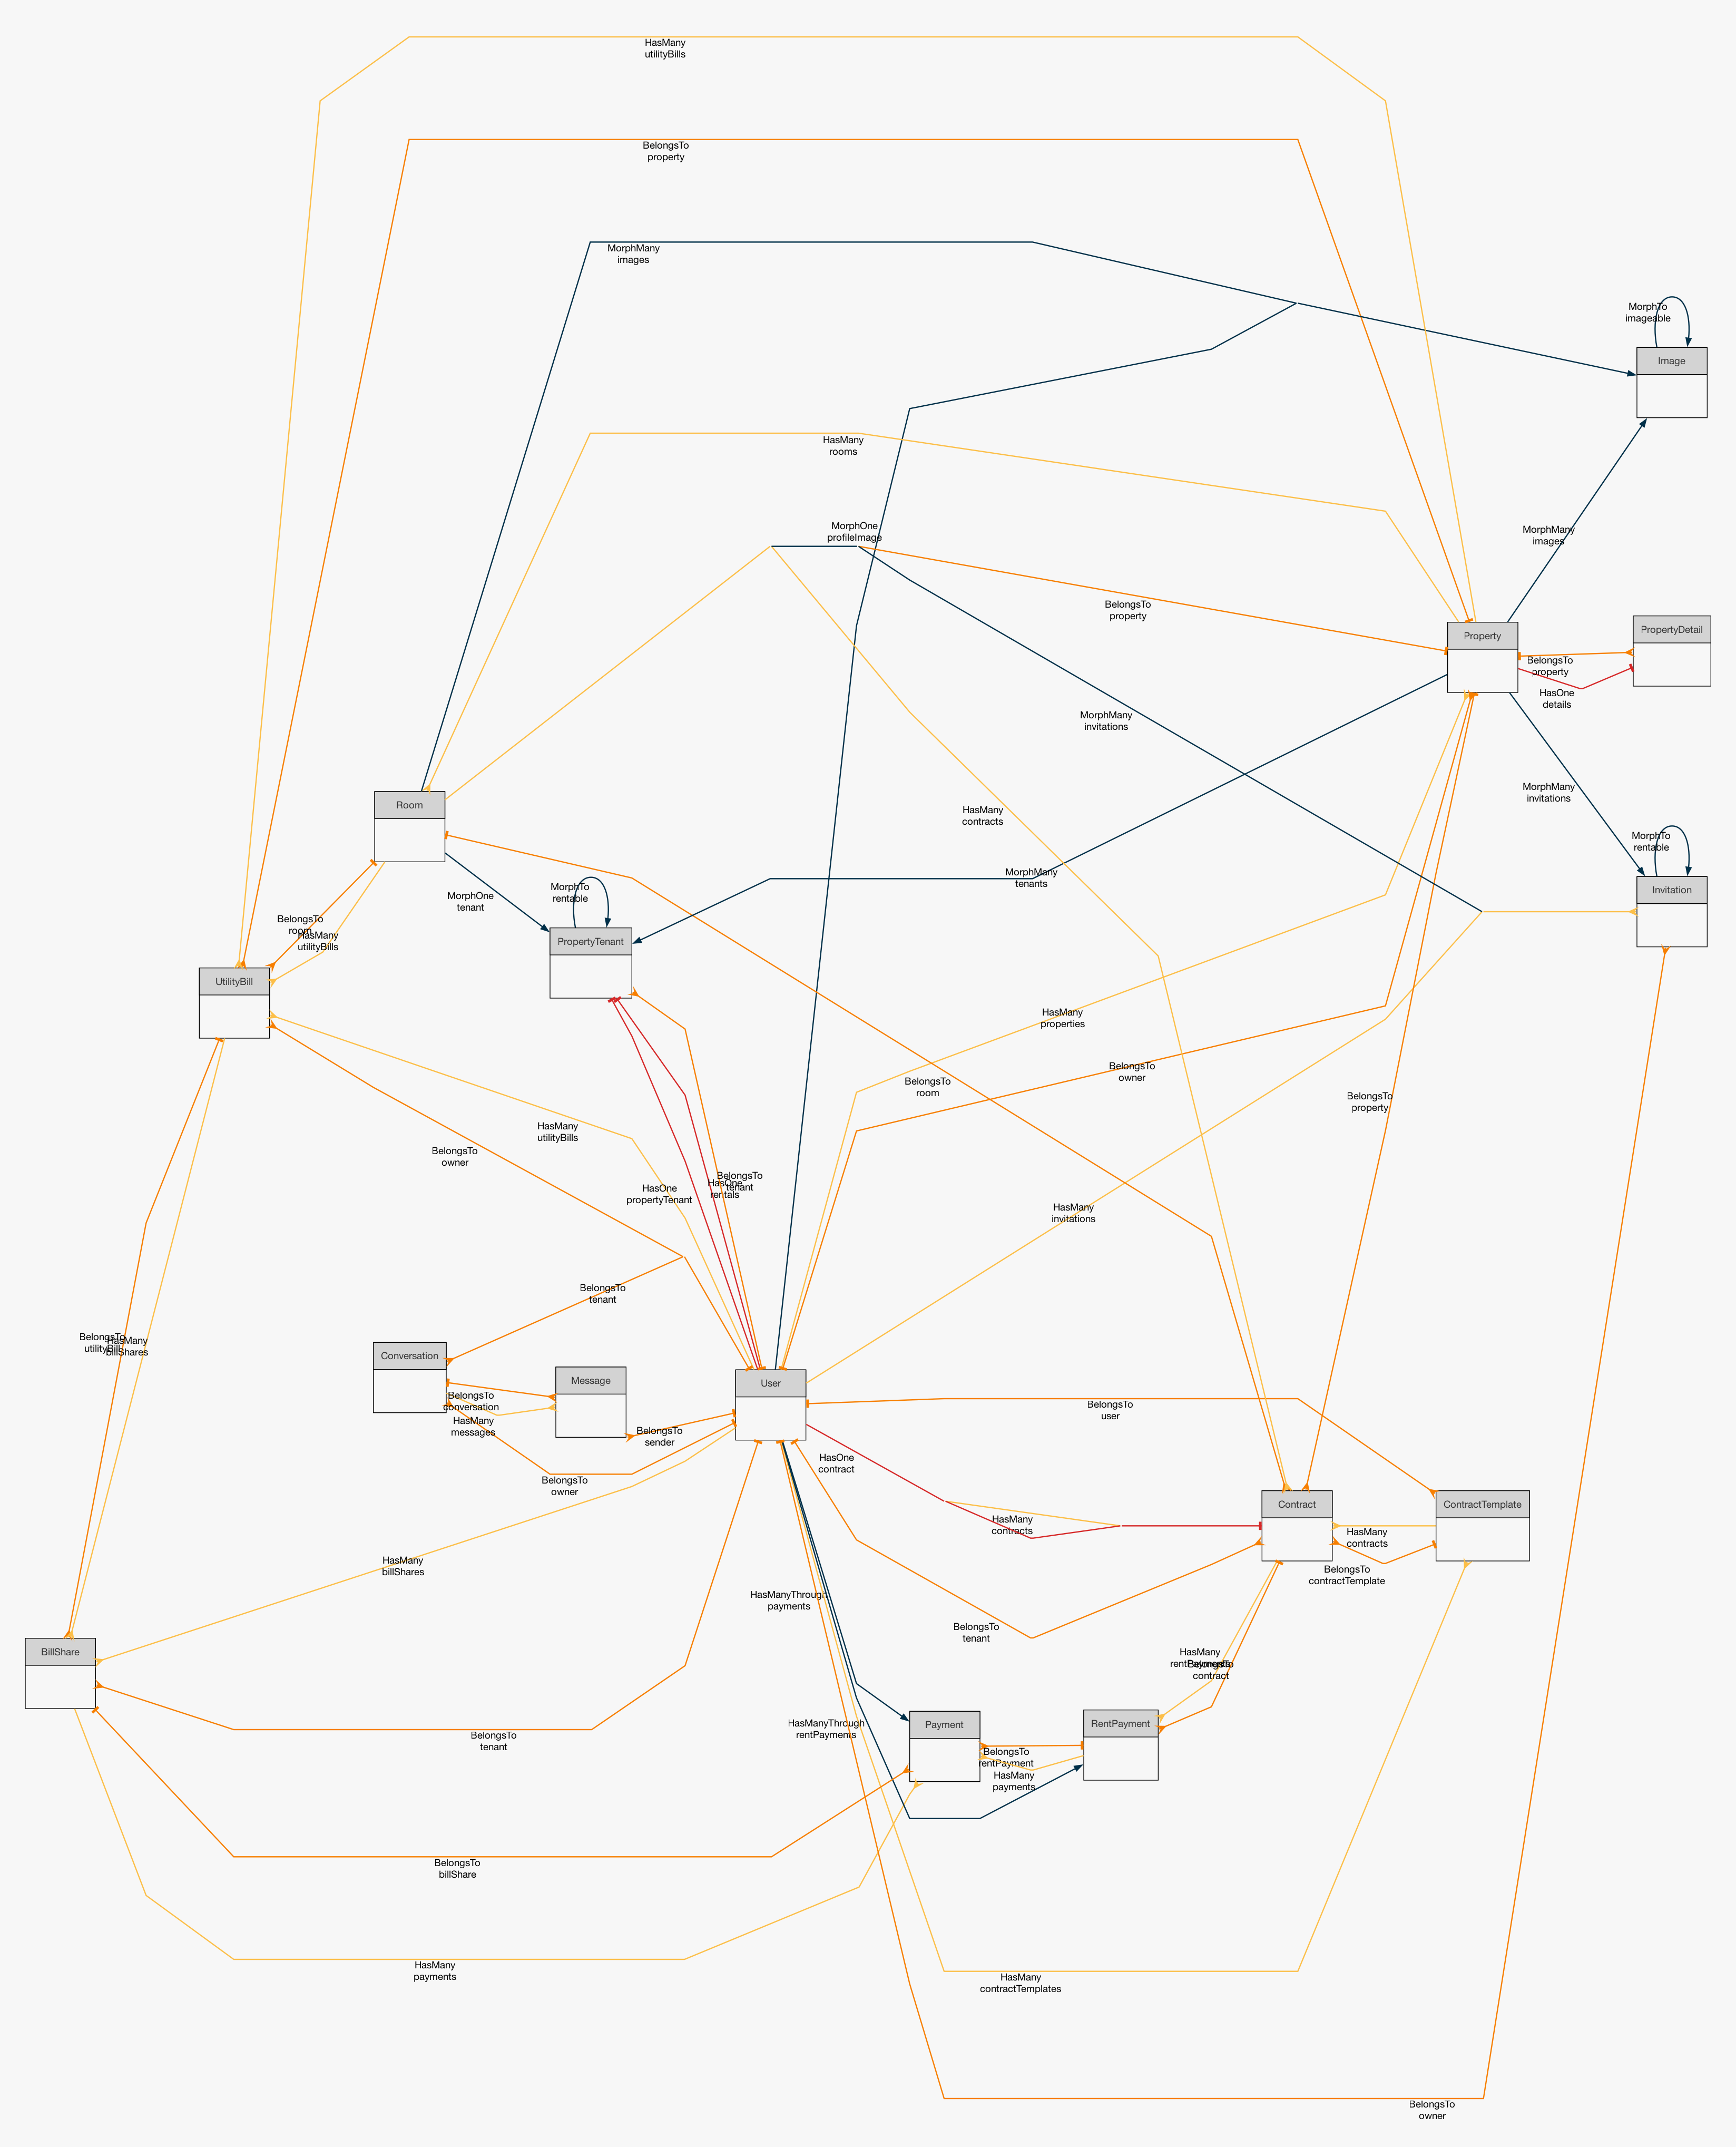 HasMany
utilityBills
BelongsTo
property
MorphMany
images
MorphTo
imageable
Image
HasMany
rooms
MorphOne
profileImage
MorphMany
images
BelongsTo
property
Property
PropertyDetail
BelongsTo
property
HasOne
details
MorphMany
invitations
MorphMany
invitations
Room
HasMany
contracts
MorphTo
rentable
Invitation
MorphMany
tenants
MorphOne
tenant
MorphTo
rentable
PropertyTenant
BelongsTo
room
HasMany
utilityBills
UtilityBill
HasMany
properties
BelongsTo
owner
BelongsTo
room
BelongsTo
property
HasMany
utilityBills
BelongsTo
owner
HasOne
propertyTenant
BelongsTo
tenant
HasOne
rentals
HasMany
invitations
BelongsTo
tenant
BelongsTo
utilityBill
HasMany
billShares
Conversation
Message
User
BelongsTo
conversation
HasMany
messages
BelongsTo
sender
BelongsTo
user
BelongsTo
owner
HasOne
contract
Contract
ContractTemplate
HasMany
contracts
HasMany
contracts
BelongsTo
contractTemplate
HasMany
billShares
HasManyThrough
payments
BelongsTo
tenant
BillShare
HasMany
rentPayments
BelongsTo
contract
HasManyThrough
rentPayments
Payment
RentPayment
BelongsTo
tenant
BelongsTo
rentPayment
HasMany
payments
BelongsTo
billShare
HasMany
payments
HasMany
contractTemplates
BelongsTo
owner